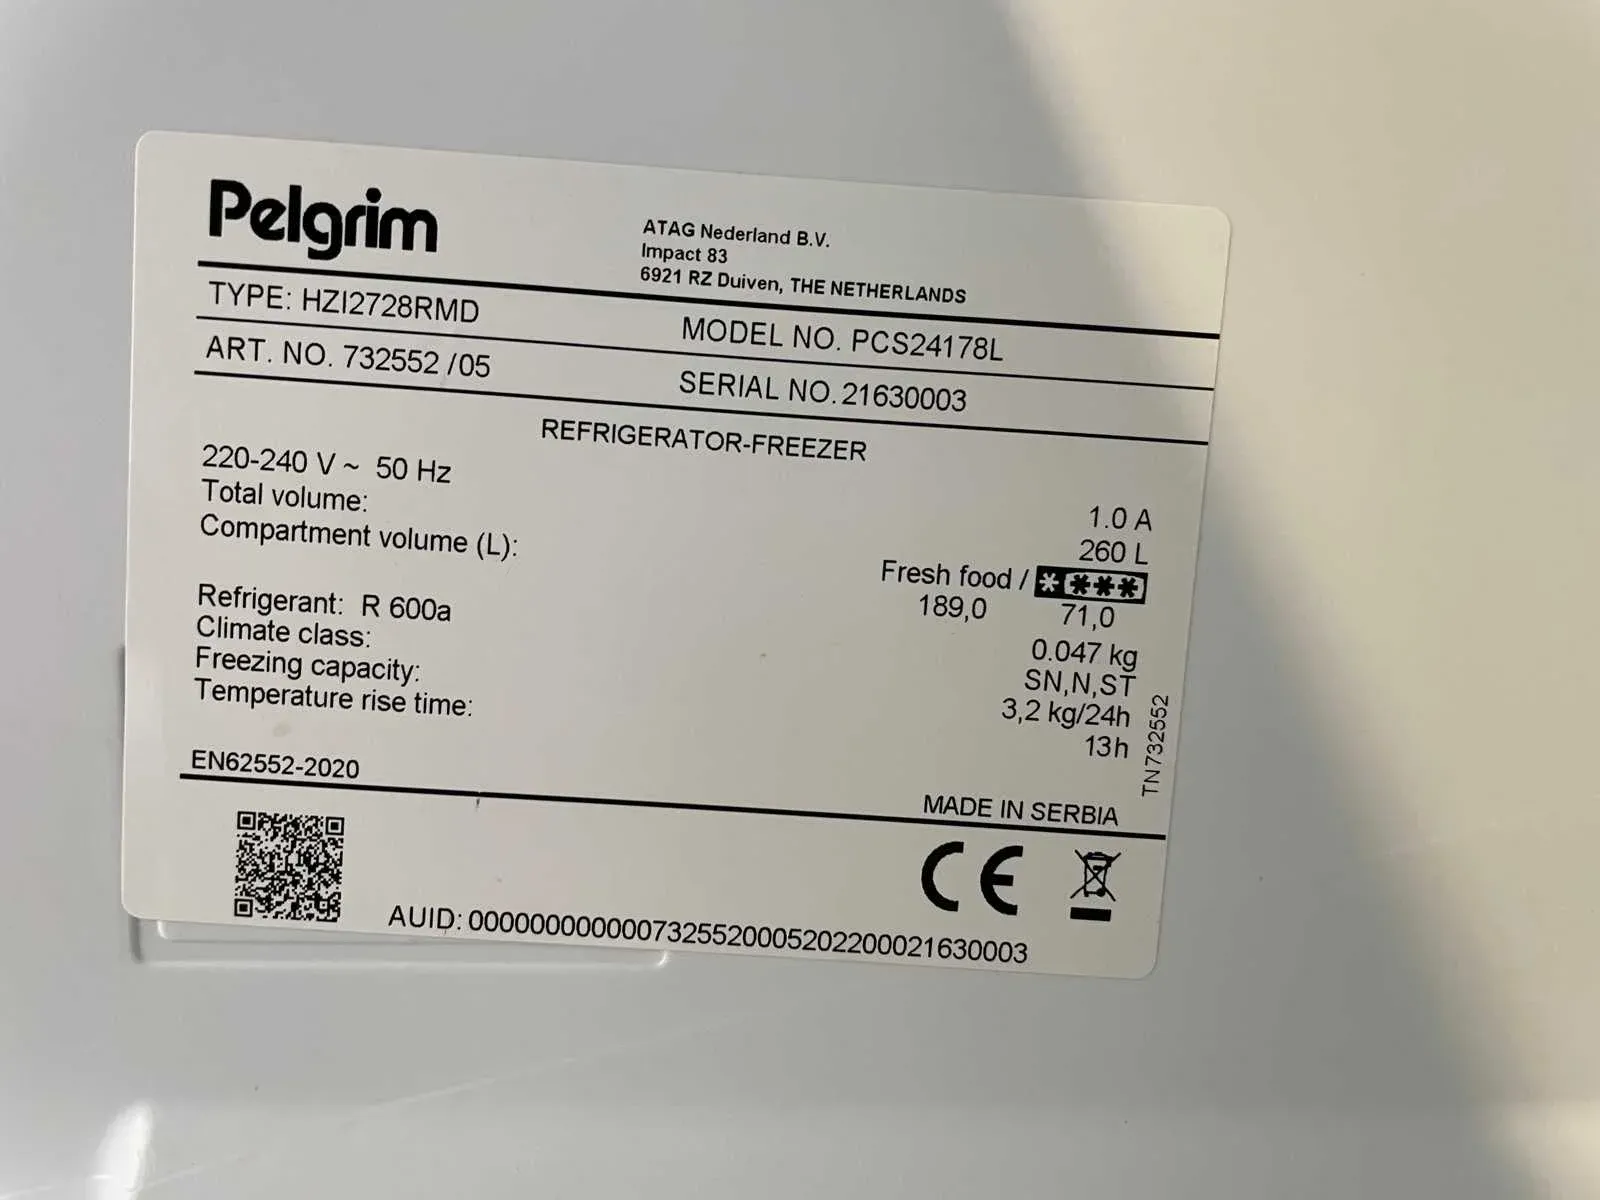 Pelgrim
ATAG Nederland B.V.
Impact 83
6921 RZ Duiven, THE NETHERLANDS
TYPE: HZI2728RMD MODEL NO. PCS24178L
ART. NO. 732552 /05 SERIAL NO. 21630003
REFRIGERATOR-FREEZER
220-240 V ~ 50 Hz 1.0 A
Total volume: 260 L
Compartment volume (L): Fresh food / ****
189,0 71,0
Refrigerant: R 600a 0.047 kg
Climate class: SN,N,ST
Freezing capacity: 3,2 kg/24h
Temperature rise time: 13h
TN732552
EN62552-2020
MADE IN SERBIA
CE
AUID: 0000000000007325520005202200021630003